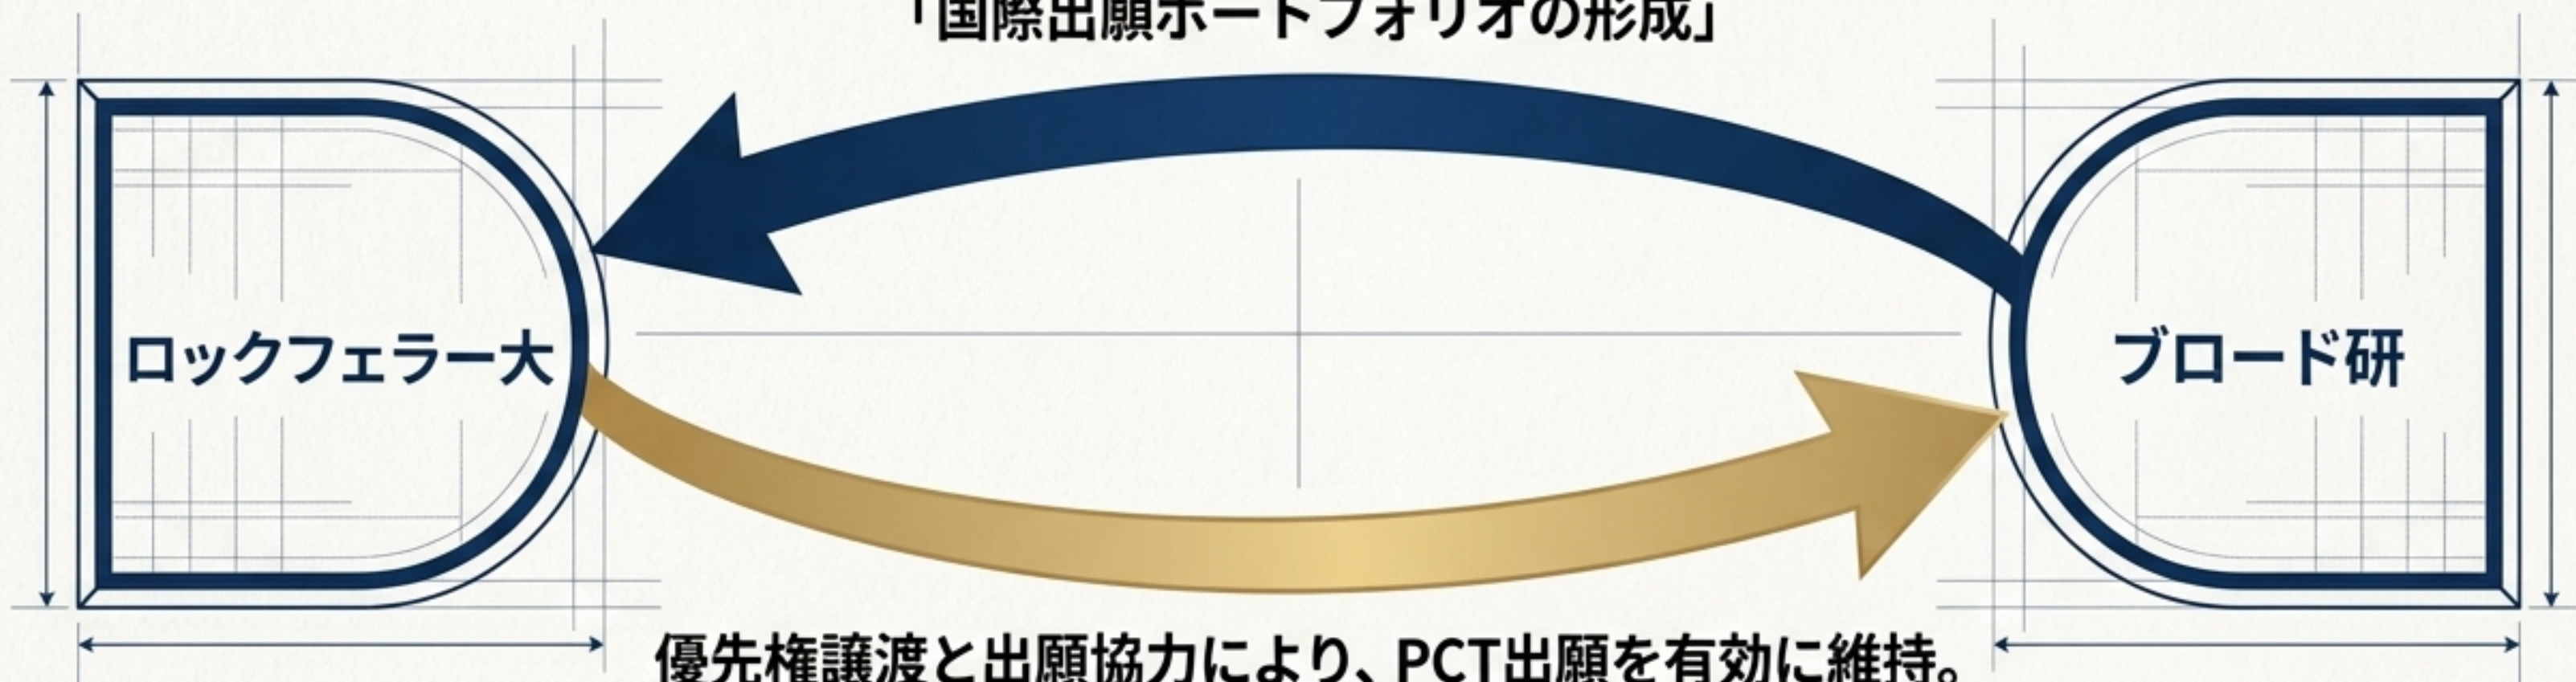 「国際出願ポートフォリオの形成」
ロックフェラー大
ブロード研
優先権譲渡と出願協力により、PCT出願を有効に維持。